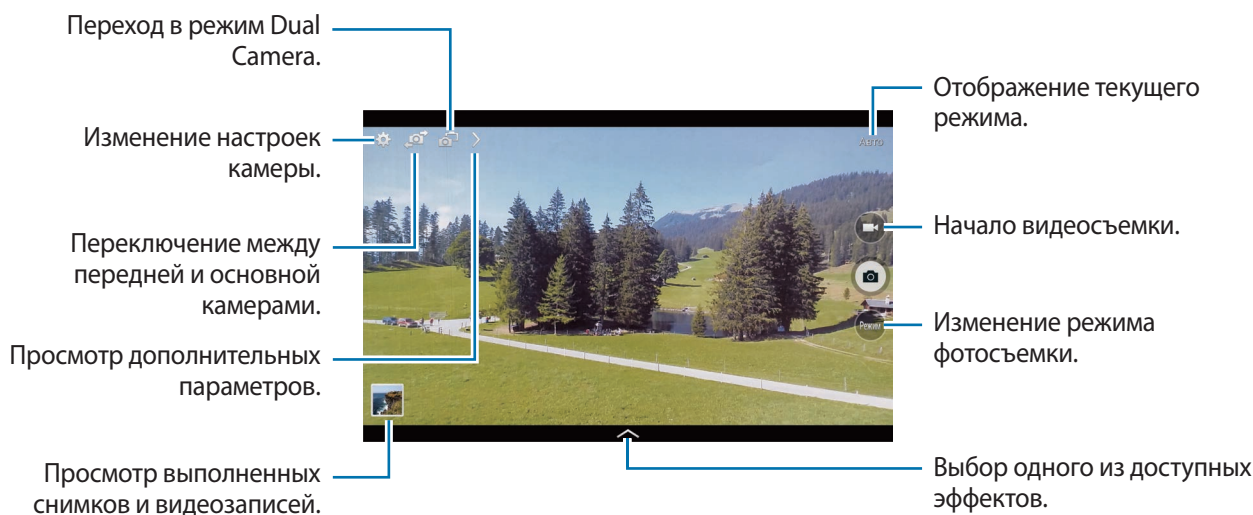 Переход в режим Dual
Camera.
Изменение настроек
камеры.
Переключение между
передней и основной
камерами.
Просмотр дополнительных
параметров.
Просмотр выполненных
снимков и видеозаписей.
Авто
Режим
Отображение текущего
режима.
Начало видеосъемки.
Изменение режима
фотосъемки.
Выбор одного из доступных
эффектов.